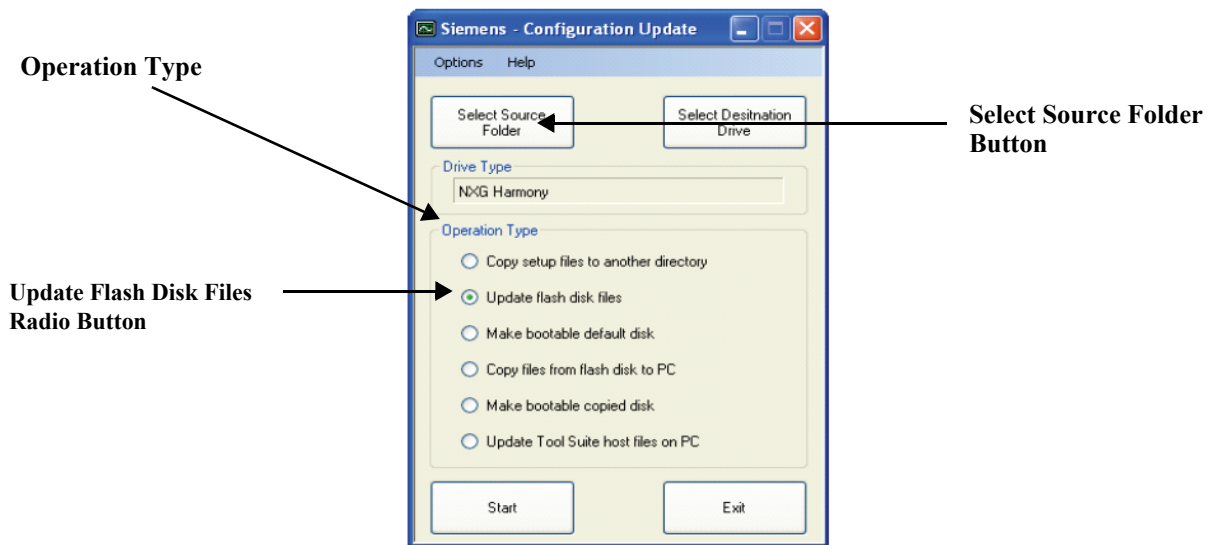 Siemens - Configuration Update
Options Help
Operation Type
Select Source
Folder
Select Desitnation
Drive
Select Source Folder
Button
Drive Type
NXG Harmony
Operation Type
Copy setup files to another directory
Update Flash Disk Files
Radio Button
Update flash disk files
Make bootable default disk
Copy files from flash disk to PC
Make bootable copied disk
Update Tool Suite host files on PC
Start
Exit